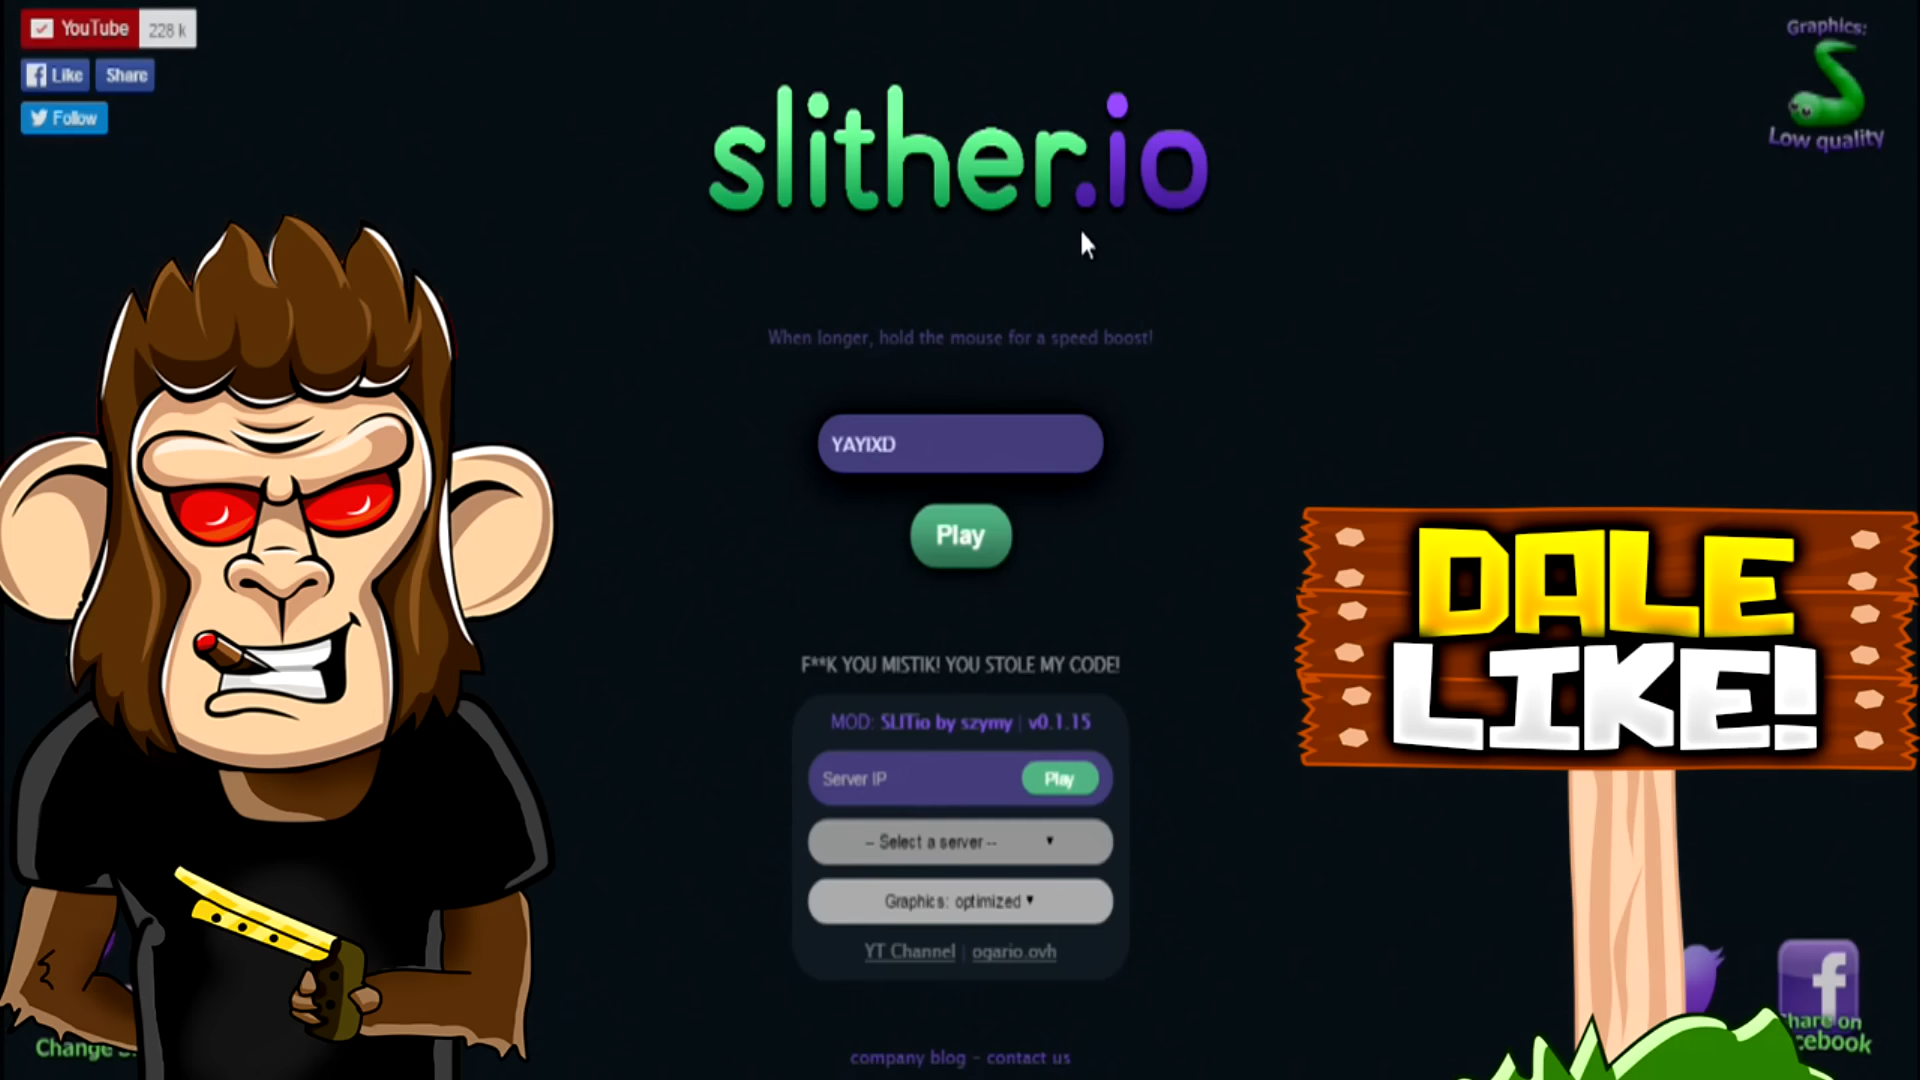 YouTube 228 k
Like Share
Follow
Graphics:
Low quality
slither.io
When longer, hold the mouse for a speed boost!
YAYIXD
Play
DALE
LIKE!
F**K YOU MISTIK! YOU STOLE MY CODE!
MOD: SLITio by szymy | v0.1.15
Server IP Play
-- Select a server --
Graphics: optimized
YT Channel | ogario.ovh
Change
company blog - contact us
on